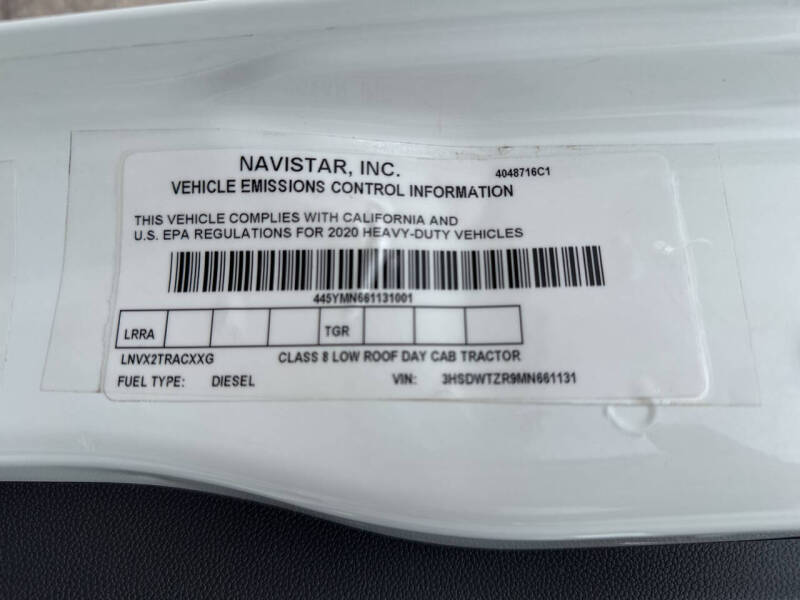 NAVISTAR, INC.
4048716C1
VEHICLE EMISSIONS CONTROL INFORMATION
THIS VEHICLE COMPLIES WITH CALIFORNIA AND
U.S. EPA REGULATIONS FOR 2020 HEAVY-DUTY VEHICLES
445YMN661131001
LRRA TGR
LNVX2TRACXXG CLASS 8 LOW ROOF DAY CAB TRACTOR
FUEL TYPE: DIESEL VIN: 3HSDWTZR9MN661131